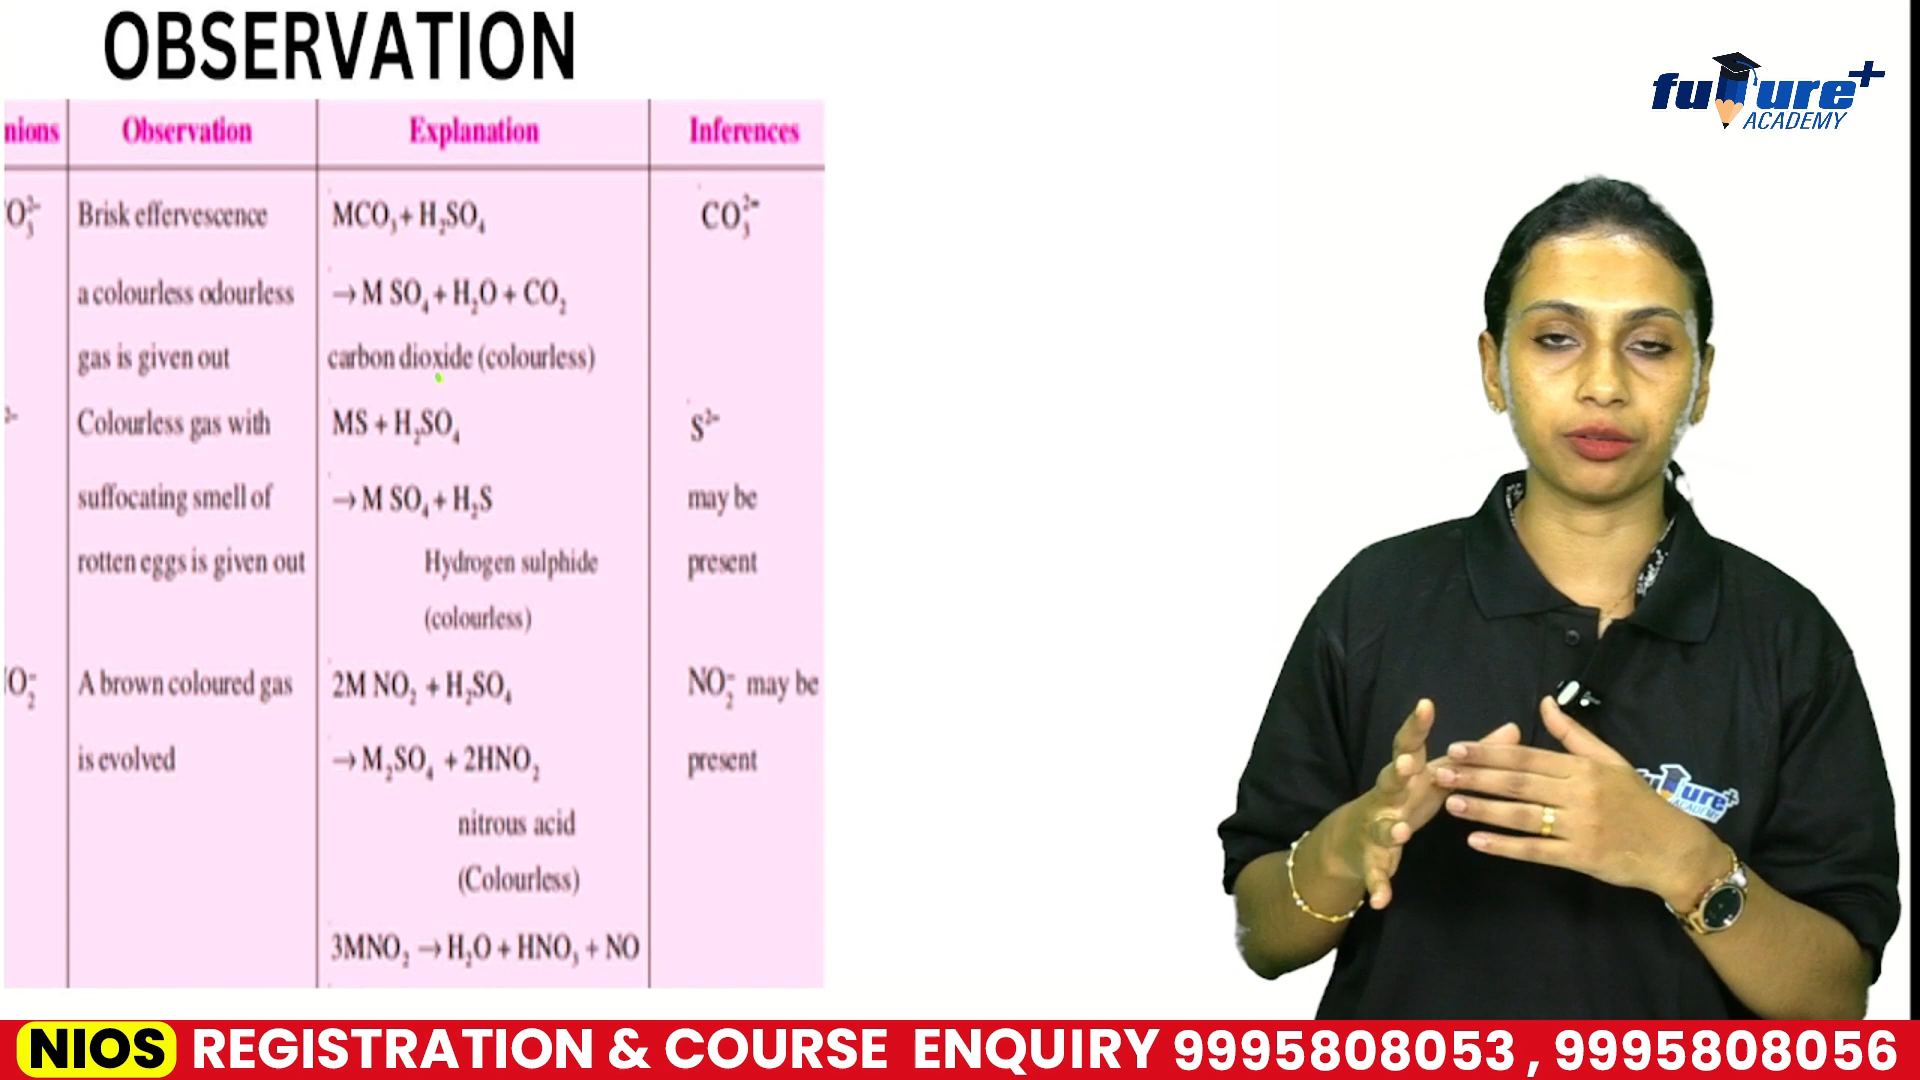 OBSERVATION
nions Observation Explanation Inferences
O₃²⁻ Brisk effervescence MCO₃ + H₂SO₄ CO₃²⁻
a colourless odourless → M SO₄ + H₂O + CO₂
gas is given out carbon dioxide (colourless)
²⁻ Colourless gas with MS + H₂SO₄ S²⁻
suffocating smell of → M SO₄ + H₂S may be
rotten eggs is given out Hydrogen sulphide present
(colourless)
O₂⁻ A brown coloured gas 2M NO₂ + H₂SO₄ NO₂⁻ may be
is evolved → M₂SO₄ + 2HNO₂ present
nitrous acid
(Colourless)
3MNO₂ → H₂O + HNO₃ + NO
future+
ACADEMY
future+
ACADEMY
NIOS REGISTRATION & COURSE ENQUIRY 9995808053 , 9995808056